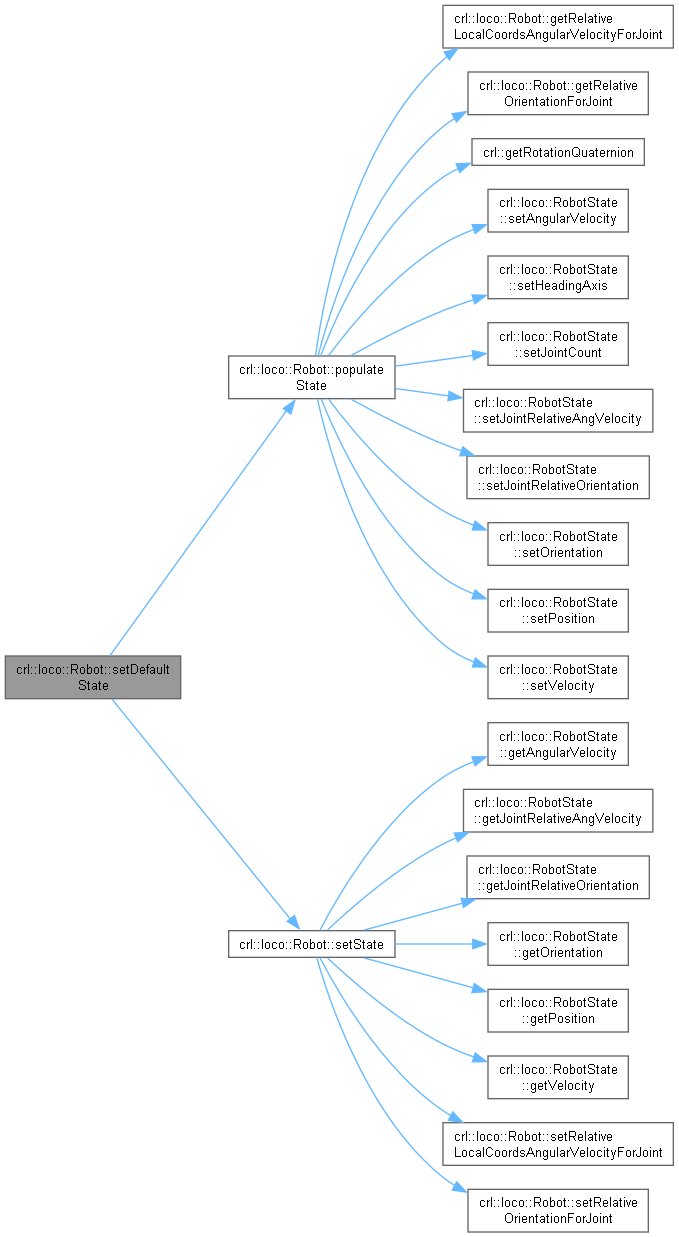 crl::loco::Robot::getRelative
LocalCoordsAngularVelocityForJoint
crl::loco::Robot::getRelative
OrientationForJoint
crl::getRotationQuaternion
crl::loco::RobotState
::setAngularVelocity
crl::loco::RobotState
::setHeadingAxis
crl::loco::Robot::populate
State
crl::loco::RobotState
::setJointCount
crl::loco::RobotState
::setJointRelativeAngVelocity
crl::loco::RobotState
::setJointRelativeOrientation
crl::loco::RobotState
::setOrientation
crl::loco::RobotState
::setPosition
crl::loco::Robot::setDefault
State
crl::loco::RobotState
::setVelocity
crl::loco::RobotState
::getAngularVelocity
crl::loco::RobotState
::getJointRelativeAngVelocity
crl::loco::RobotState
::getJointRelativeOrientation
crl::loco::Robot::setState
crl::loco::RobotState
::getOrientation
crl::loco::RobotState
::getPosition
crl::loco::RobotState
::getVelocity
crl::loco::Robot::setRelative
LocalCoordsAngularVelocityForJoint
crl::loco::Robot::setRelative
OrientationForJoint